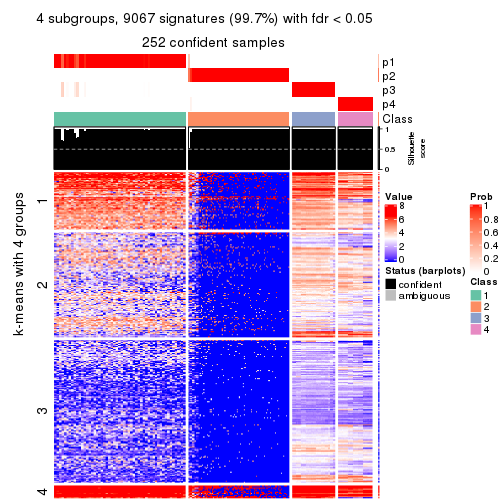 4 subgroups, 9067 signatures (99.7%) with fdr < 0.05
252 confident samples
p1
p2
p3
p4
Class
1
0.5
0
Silhouette
score
k-means with 4 groups
1
2
3
4
Value
8
6
4
2
0
Status (barplots)
confident
ambiguous
Prob
1
0.8
0.6
0.4
0.2
0
Class
1
2
3
4